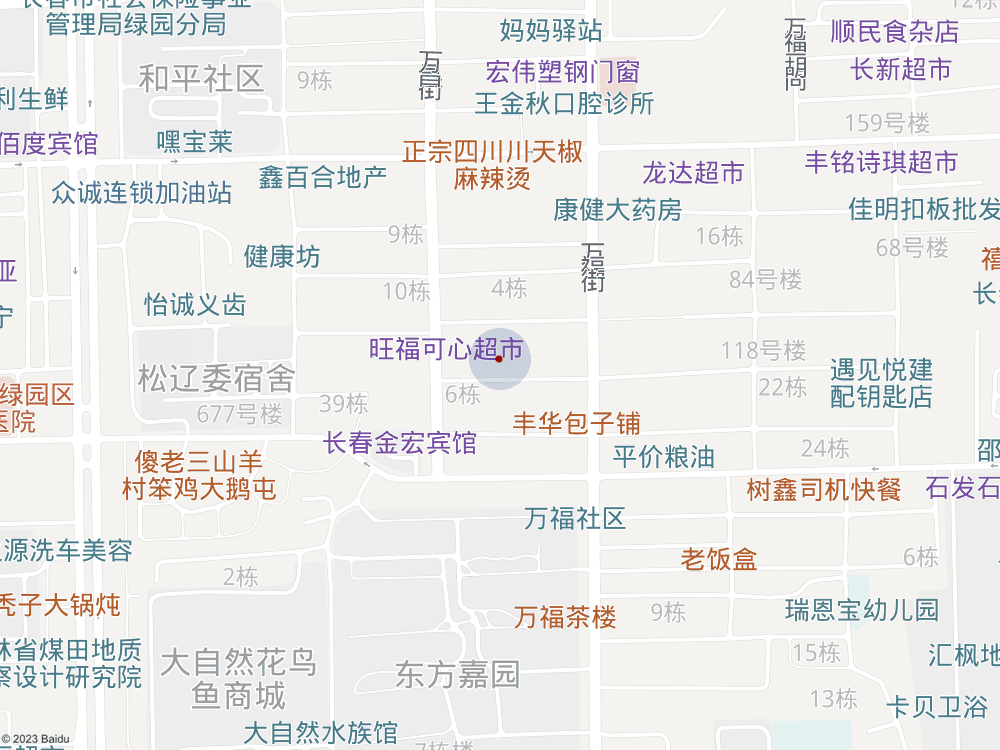 长春市社会保险事业
管理局绿园分局
妈妈驿站
万福胡同
顺民食杂店
12栋
和平社区
9栋
万昌街
宏伟塑钢门窗
长新超市
利生鲜
王金秋口腔诊所
159号楼
佰度宾馆
嘿宝莱
正宗四川川天椒
麻辣烫
龙达超市
丰铭诗琪超市
众诚连锁加油站
鑫百合地产
康健大药房
佳明扣板批发
9栋
16栋
68号楼
健康坊
万福街
亚
禧
10栋
4栋
84号楼
长
怡诚义齿
宁
旺福可心超市
118号楼
松辽委宿舍
遇见悦建
配钥匙店
22栋
绿园区
医院
677号楼
39栋
6栋
丰华包子铺
长春金宏宾馆
24栋
邵
傻老三山羊
村笨鸡大鹅屯
平价粮油
树鑫司机快餐
石发石
万福社区
源洗车美容
老饭盒
6栋
2栋
秃子大锅炖
万福茶楼
9栋
瑞恩宝幼儿园
林省煤田地质
察设计研究院
大自然花鸟
鱼商城
东方嘉园
15栋
汇枫地
13栋
卡贝卫浴
大自然水族馆
© 2023 Baidu
7栋楼